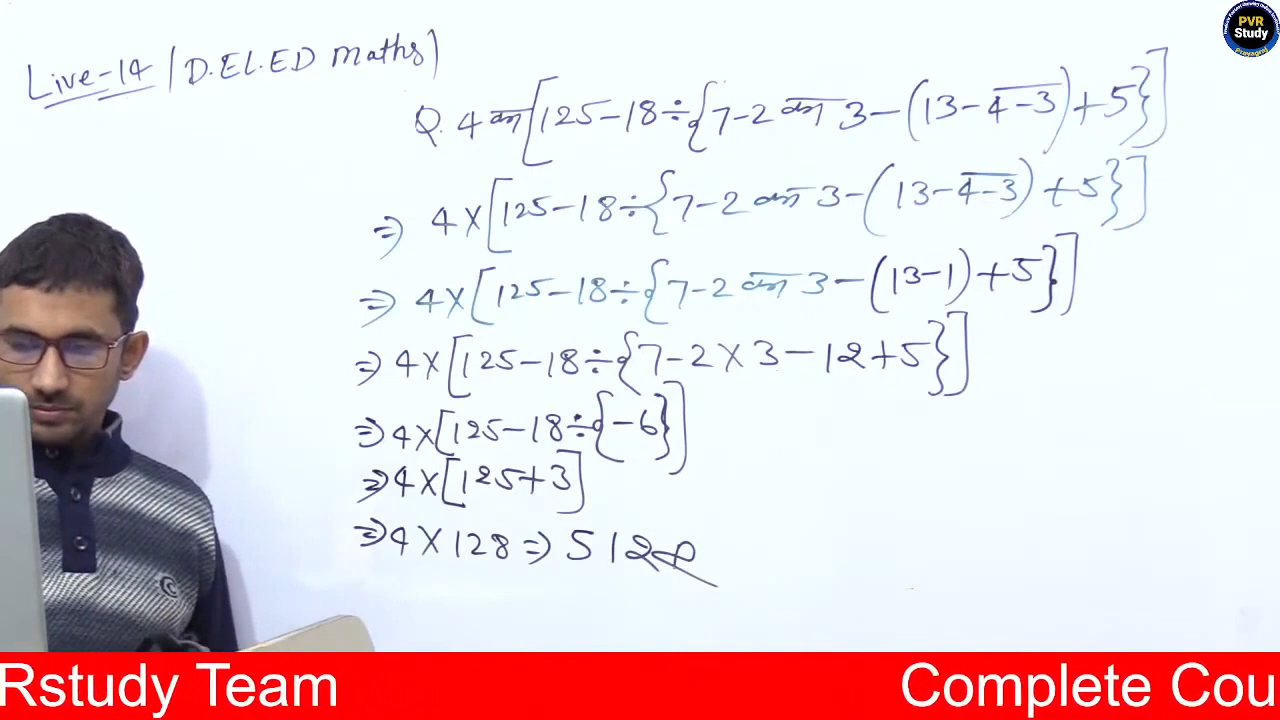 Live-14 / D.EL.ED Maths)
PVR
Study
Prayagraj
Q. 4 का [125-18÷{7-2 का 3-(13-4̅-̅3̅)+5}]
⇒ 4×[125-18÷{7-2 का 3-(13-4̅-̅3̅)+5}]
⇒ 4×[125-18÷{7-2 का 3-(13-1)+5}]
⇒ 4×[125-18÷{7-2×3-12+5}]
⇒ 4×[125-18÷{-6}]
⇒ 4×[125+3]
⇒ 4×128 ⇒ 512
Rstudy Team
Complete Cou